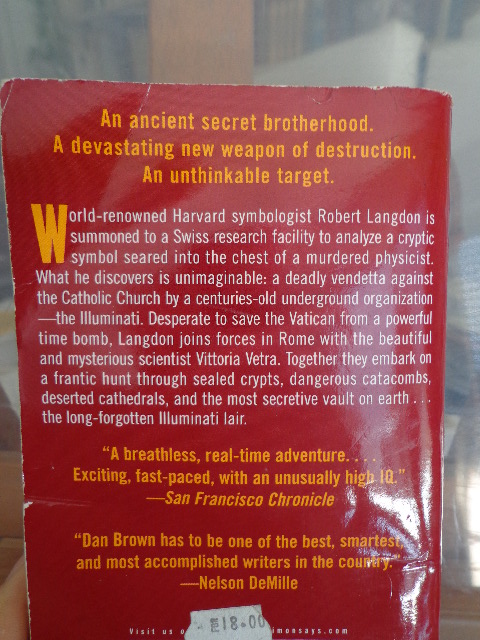 An ancient secret brotherhood.
A devastating new weapon of destruction.
An unthinkable target.
World-renowned Harvard symbologist Robert Langdon is
summoned to a Swiss research facility to analyze a cryptic
symbol seared into the chest of a murdered physicist.
What he discovers is unimaginable: a deadly vendetta against
the Catholic Church by a centuries-old underground organization
—the Illuminati. Desperate to save the Vatican from a powerful
time bomb, Langdon joins forces in Rome with the beautiful
and mysterious scientist Vittoria Vetra. Together they embark on
a frantic hunt through sealed crypts, dangerous catacombs,
deserted cathedrals, and the most secretive vault on earth . . .
the long-forgotten Illuminati lair.
“A breathless, real-time adventure. . . .
Exciting, fast-paced, with an unusually high IQ.”
—San Francisco Chronicle
“Dan Brown has to be one of the best, smartest,
and most accomplished writers in the country.”
—Nelson DeMille
Visit us 18.00 imonsays.com